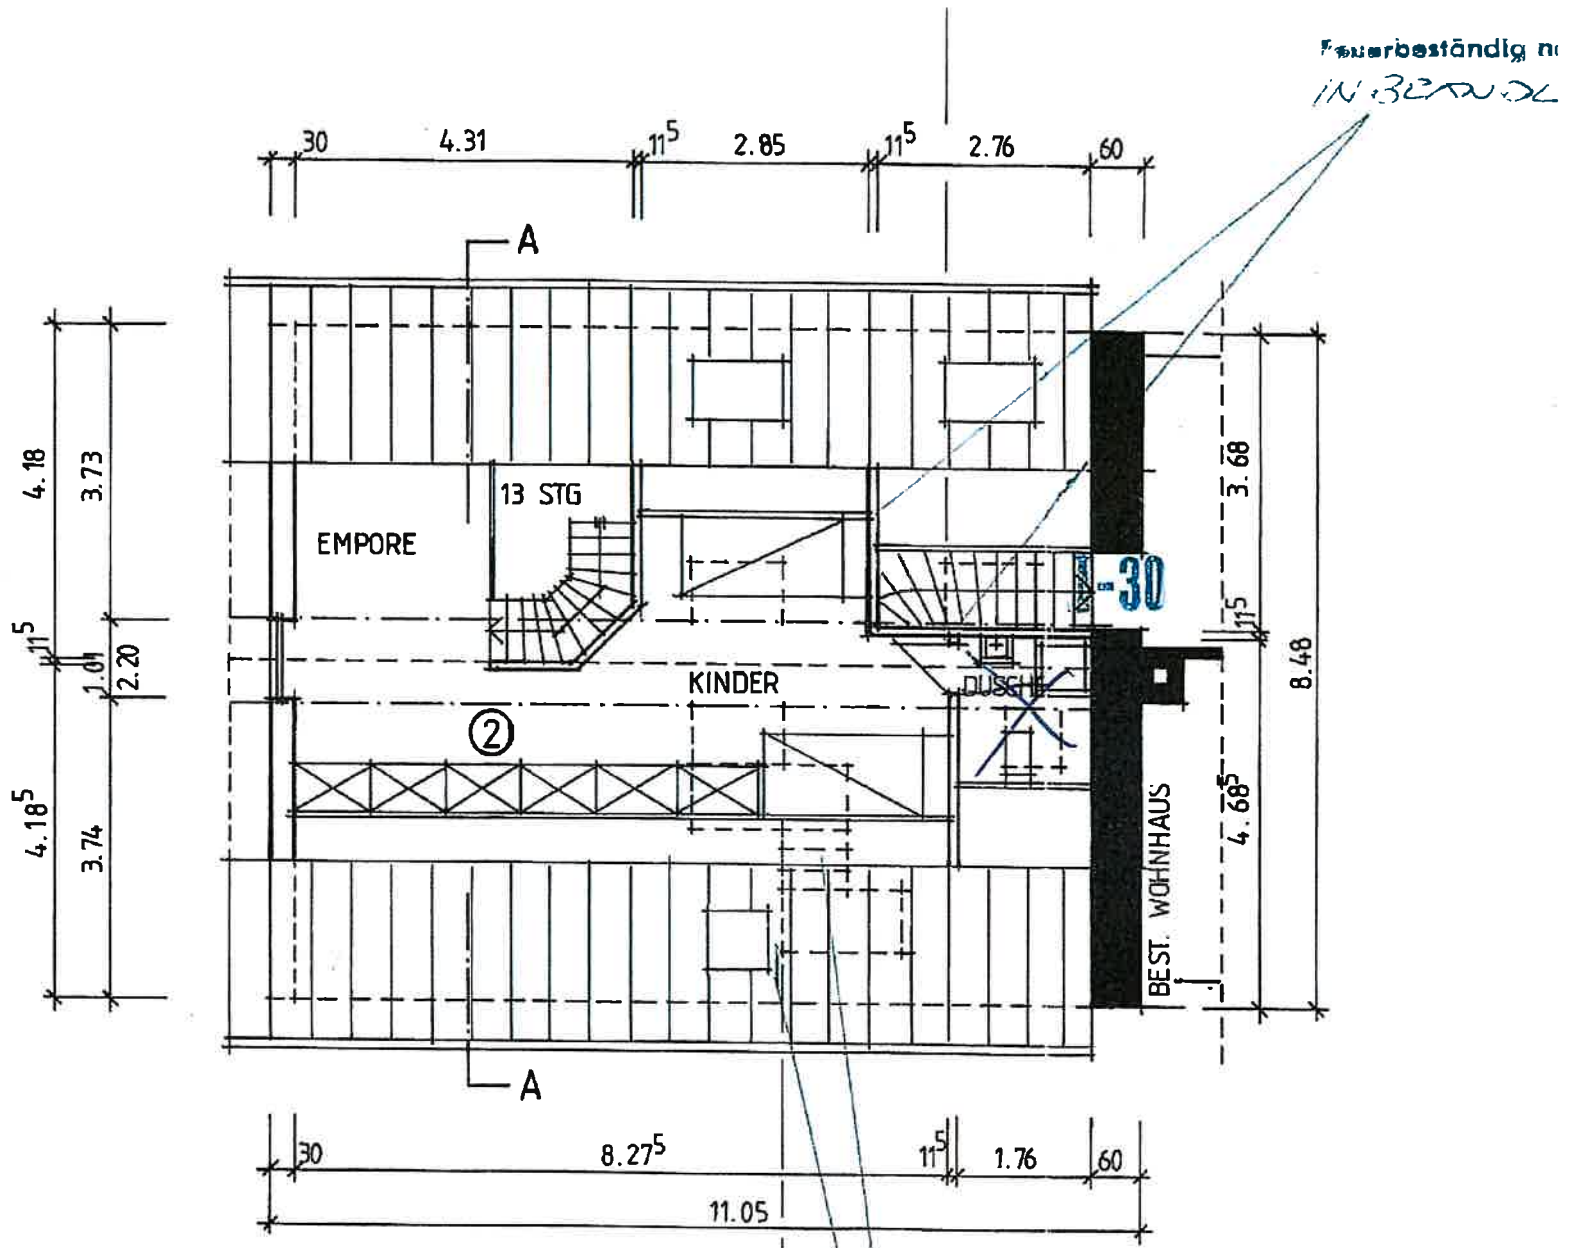 Feuerbeständig
30 4.31 11⁵ 2.85 11⁵ 2.76 60
A
4.18
3.73
3.68
13 STG
EMPORE
-30
11⁵
11⁵
1.01
2.20
8.48
KINDER
DUSCH
2
4.18⁵
3.74
4.68⁵
BEST. WOHNHAUS
A
30 8.27⁵ 11⁵ 1.76 60
11.05